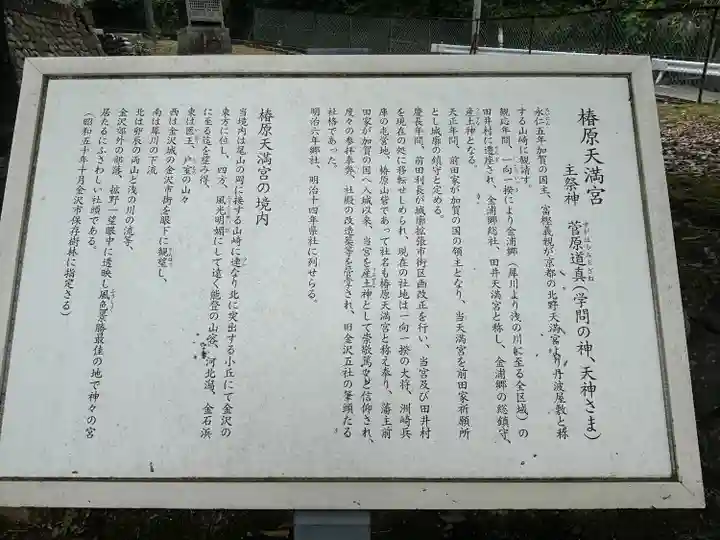 椿原天満宮
主祭神 菅原道真(学問の神、天神さま)
永仁五年加賀の国主、富樫義親が京都の北野天満宮より丹波屋敷と称
する山崎に観請す。
観応年間、一向一揆により金浦郷(犀川より浅の川に至る全区域)の
田井村に遷座され、金浦郷総社、田井天満宮と称し、金浦郷の総鎮守、
産土神となる。
天正年間、前田家が加賀の国の領主となり、当天満宮を前田家祈願所
とし城廓の鎮守と定める。
慶長年間、前田利長が城廓拡張市街区画改正を行い、当宮及び田井村
を現在の地に移転せしめられ、現在の社地は一向一揆の大将、洲崎兵
庫の屯営地、椿原山砦であって社名も椿原天満宮と称え奉り、藩主前
田家が加賀の国へ入城以来、当宮を産土神として崇敬篤く信仰され、
度々の参拝奉幣、社殿の改造築等を営まされ、旧金沢五社の筆頭たる
社格であった。
明治六年郷社、明治十四年県社に列せらる。
椿原天満宮の境内
当境内は尾山の岡に接する山崎に連なり北に突出する小丘にて金沢の
東方に位し、四方、風光明媚にして遠く能登の山密、河北潟、金石浜
に至る迄を望み得、
東は医王、戸室の山々
西は金沢城の金沢市街を眼下に観望し、
南は犀川の下流
北は卯辰の両山と浅の川の流等、
金沢郊外の部落、拡野一望眼中に透映し風色景勝最佳の地で神々の宮
居たるにふさわしい社頭である。
(昭和五十年十月金沢市保存樹林に指定さる)